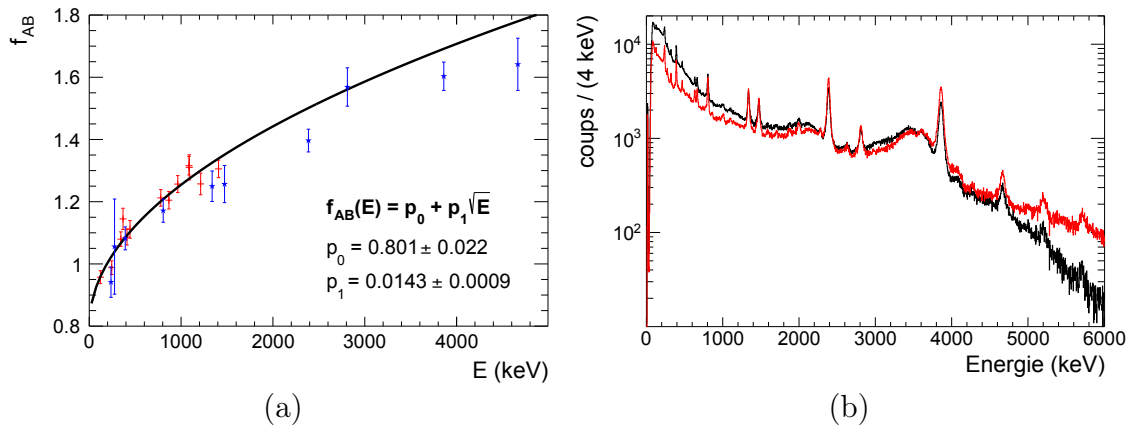 f_AB
1.8
1.6
1.4
1.2
1
0.8
f_AB(E) = p_0 + p_1√E
p_0 = 0.801 ± 0.022
p_1 = 0.0143 ± 0.0009
0 1000 2000 3000 4000
E (keV)
(a)
coups / (4 keV)
10^4
10^3
10^2
0 1000 2000 3000 4000 5000 6000
Energie (keV)
(b)